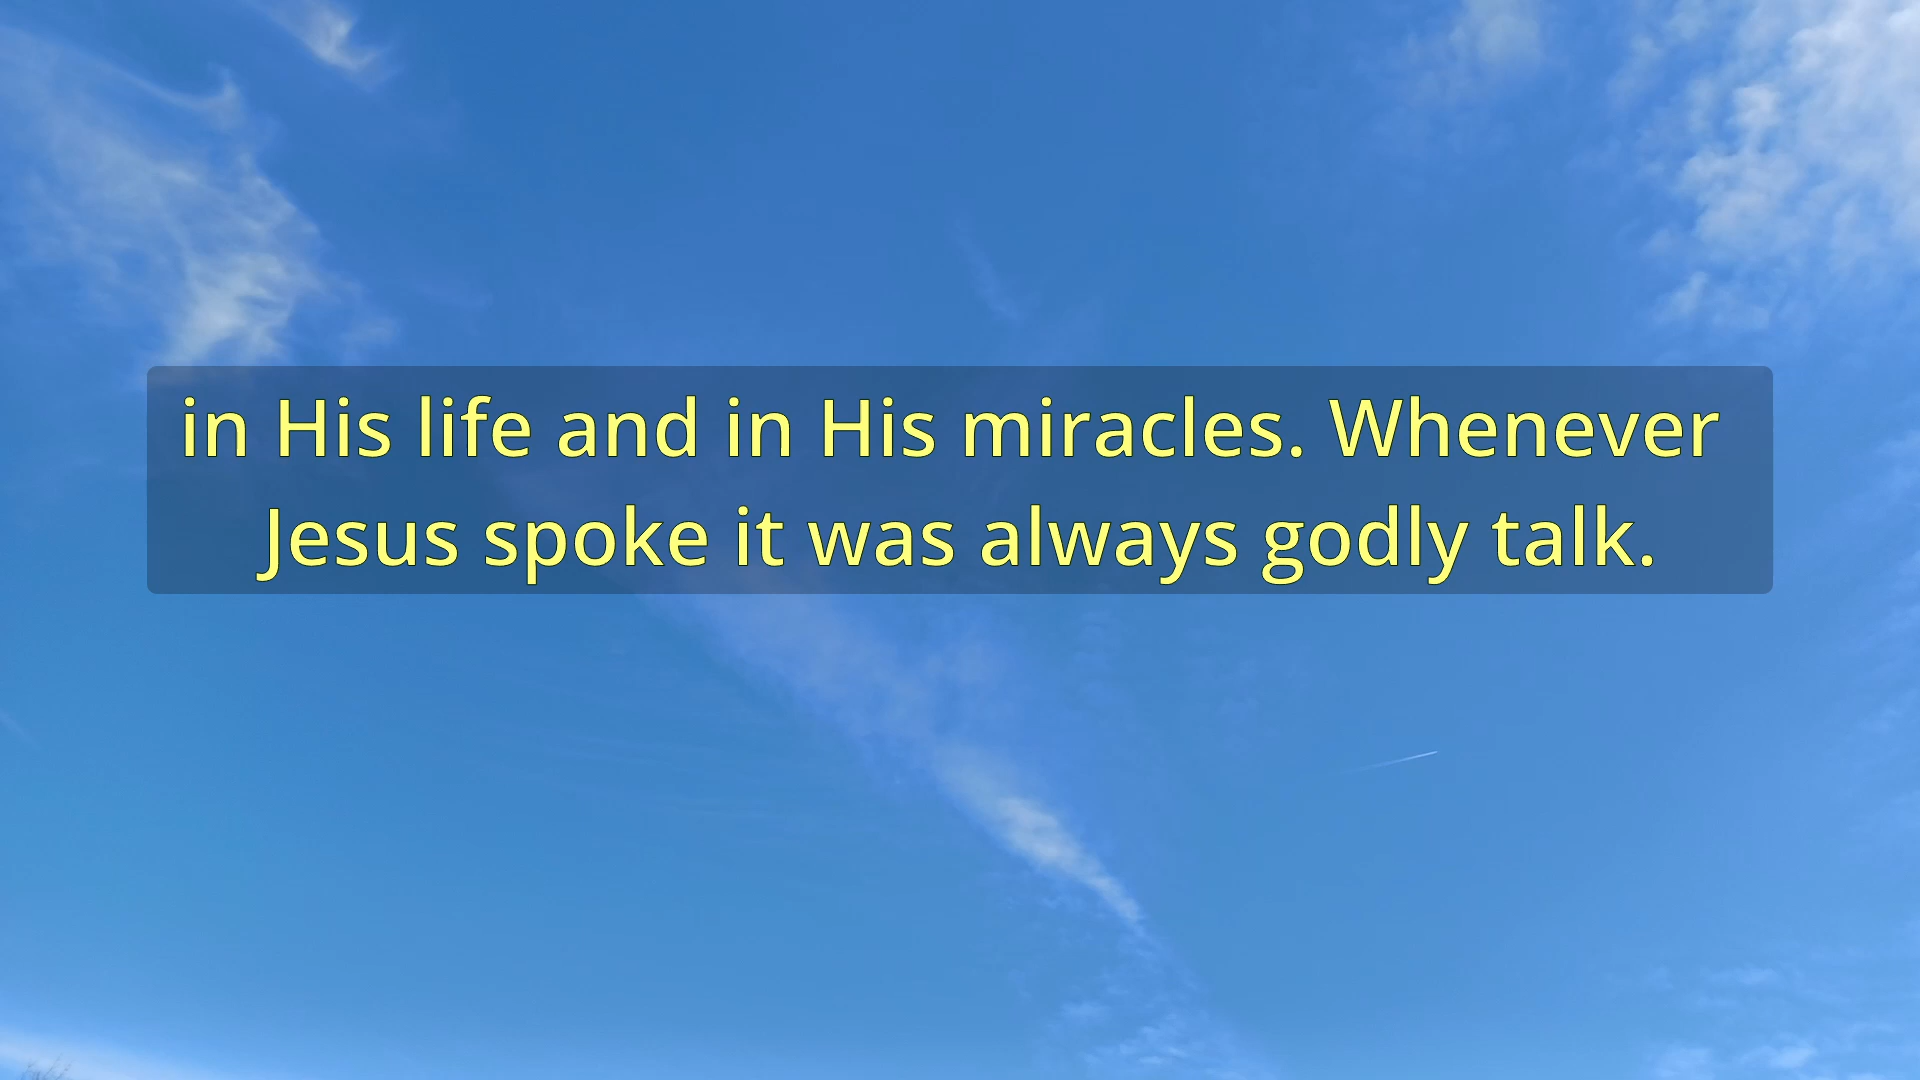 in His life and in His miracles. Whenever
Jesus spoke it was always godly talk.